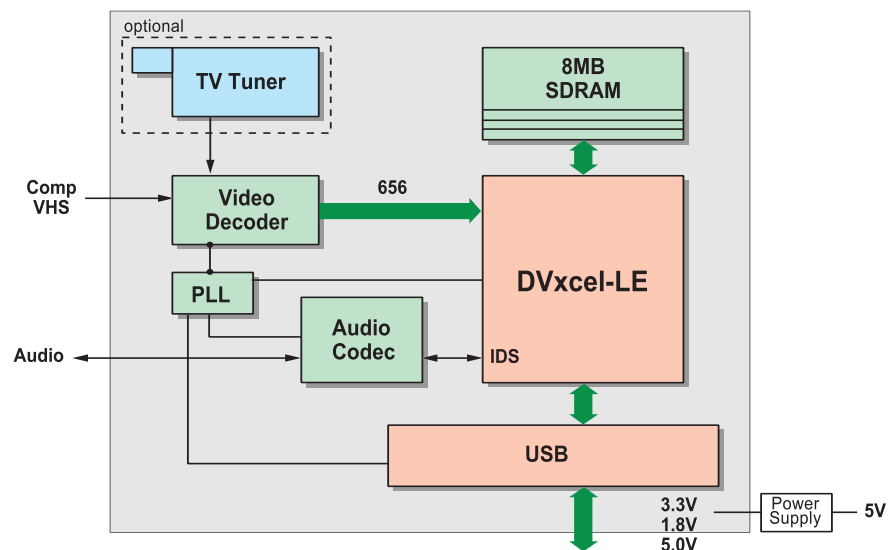 optional
TV Tuner
8MB
SDRAM
Comp
VHS
Video
Decoder
656
DVxcel-LE
PLL
Audio
Codec
Audio
IDS
USB
3.3V
1.8V
5.0V
Power
Supply
5V